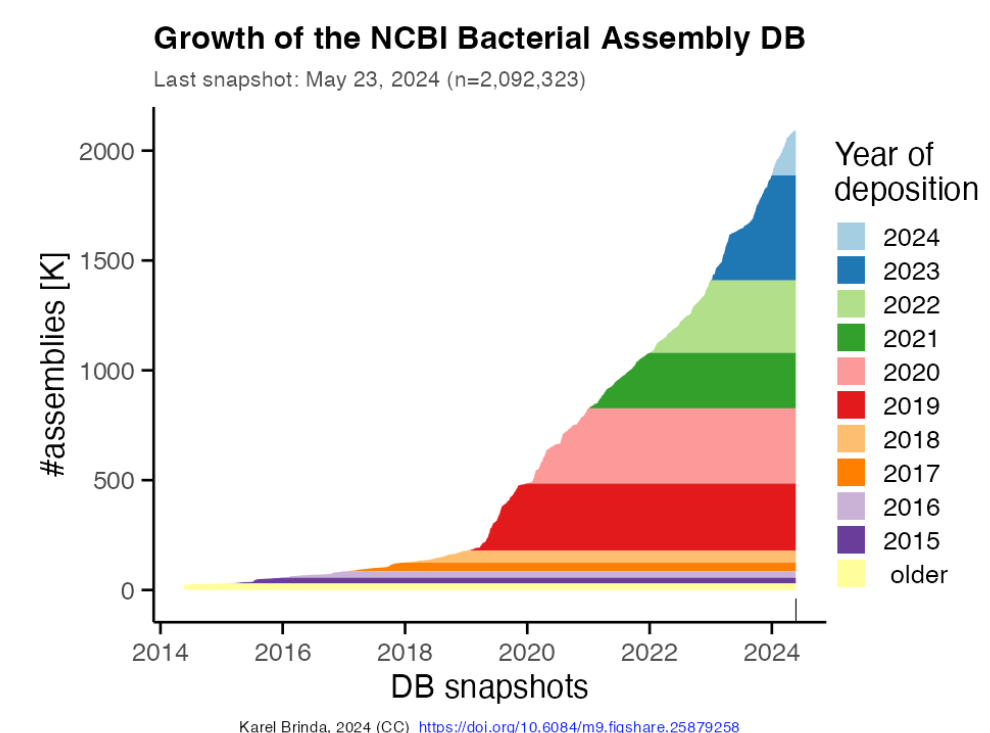 Growth of the NCBI Bacterial Assembly DB
Last snapshot: May 23, 2024 (n=2,092,323)
#assemblies [K]
2000
1500
1000
500
0
2014 2016 2018 2020 2022 2024
DB snapshots
Year of
deposition
2024
2023
2022
2021
2020
2019
2018
2017
2016
2015
older
Karel Brinda, 2024 (CC) https://doi.org/10.6084/m9.figshare.25879258